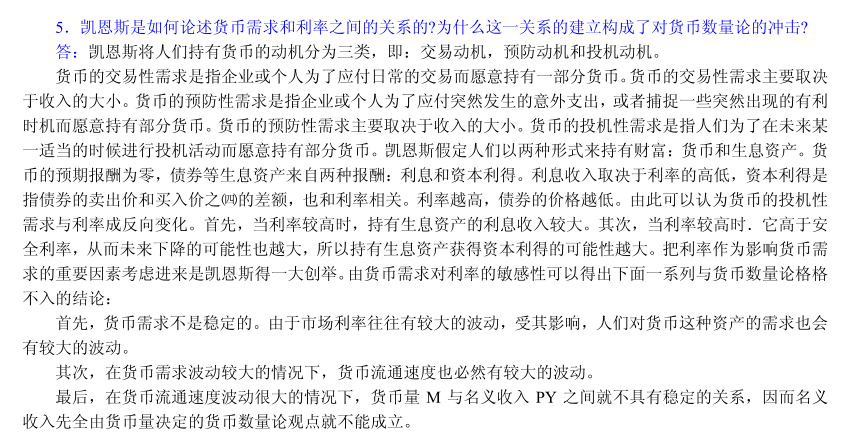 5．凯恩斯是如何论述货币需求和利率之间的关系的?为什么这一关系的建立构成了对货币数量论的冲击?
答：凯恩斯将人们持有货币的动机分为三类，即：交易动机，预防动机和投机动机。
货币的交易性需求是指企业或个人为了应付日常的交易而愿意持有一部分货币。货币的交易性需求主要取决
于收入的大小。货币的预防性需求是指企业或个人为了应付突然发生的意外支出，或者捕捉一些突然出现的有利
时机而愿意持有部分货币。货币的预防性需求主要取决于收入的大小。货币的投机性需求是指人们为了在未来某
一适当的时候进行投机活动而愿意持有部分货币。凯恩斯假定人们以两种形式来持有财富：货币和生息资产。货
币的预期报酬为零，债券等生息资产来自两种报酬：利息和资本利得。利息收入取决于利率的高低，资本利得是
指债券的卖出价和买入价之㈣的差额，也和利率相关。利率越高，债券的价格越低。由此可以认为货币的投机性
需求与利率成反向变化。首先，当利率较高时，持有生息资产的利息收入较大。其次，当利率较高时．它高于安
全利率，从而未来下降的可能性也越大，所以持有生息资产获得资本利得的可能性越大。把利率作为影响货币需
求的重要因素考虑进来是凯恩斯得一大创举。由货币需求对利率的敏感性可以得出下面一系列与货币数量论格格
不入的结论：
首先，货币需求不是稳定的。由于市场利率往往有较大的波动，受其影响，人们对货币这种资产的需求也会
有较大的波动。
其次，在货币需求波动较大的情况下，货币流通速度也必然有较大的波动。
最后，在货币流通速度波动很大的情况下，货币量 M 与名义收入 PY 之间就不具有稳定的关系，因而名义
收入先全由货币量决定的货币数量论观点就不能成立。